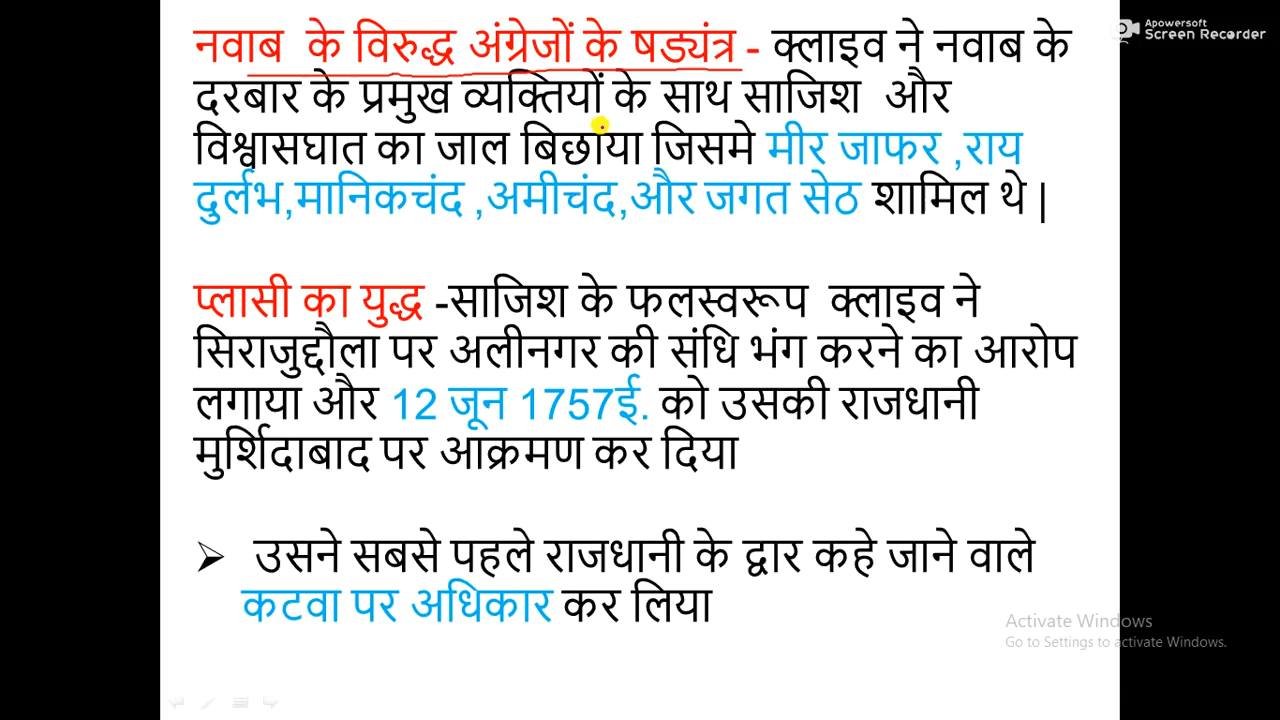 Apowersoft
Screen Recorder
नवाब के विरुद्ध अंग्रेजों के षड्यंत्र - क्लाइव ने नवाब के
दरबार के प्रमुख व्यक्तियों के साथ साजिश और
विश्वासघात का जाल बिछांया जिसमे मीर जाफर ,राय
दुर्लभ,मानिकचंद ,अमीचंद,और जगत सेठ शामिल थे |
प्लासी का युद्ध -साजिश के फलस्वरूप क्लाइव ने
सिराजुद्दौला पर अलीनगर की संधि भंग करने का आरोप
लगाया और 12 जून 1757ई. को उसकी राजधानी
मुर्शिदाबाद पर आक्रमण कर दिया
➢ उसने सबसे पहले राजधानी के द्वार कहे जाने वाले
कटवा पर अधिकार कर लिया
Activate Windows
Go to Settings to activate Windows.